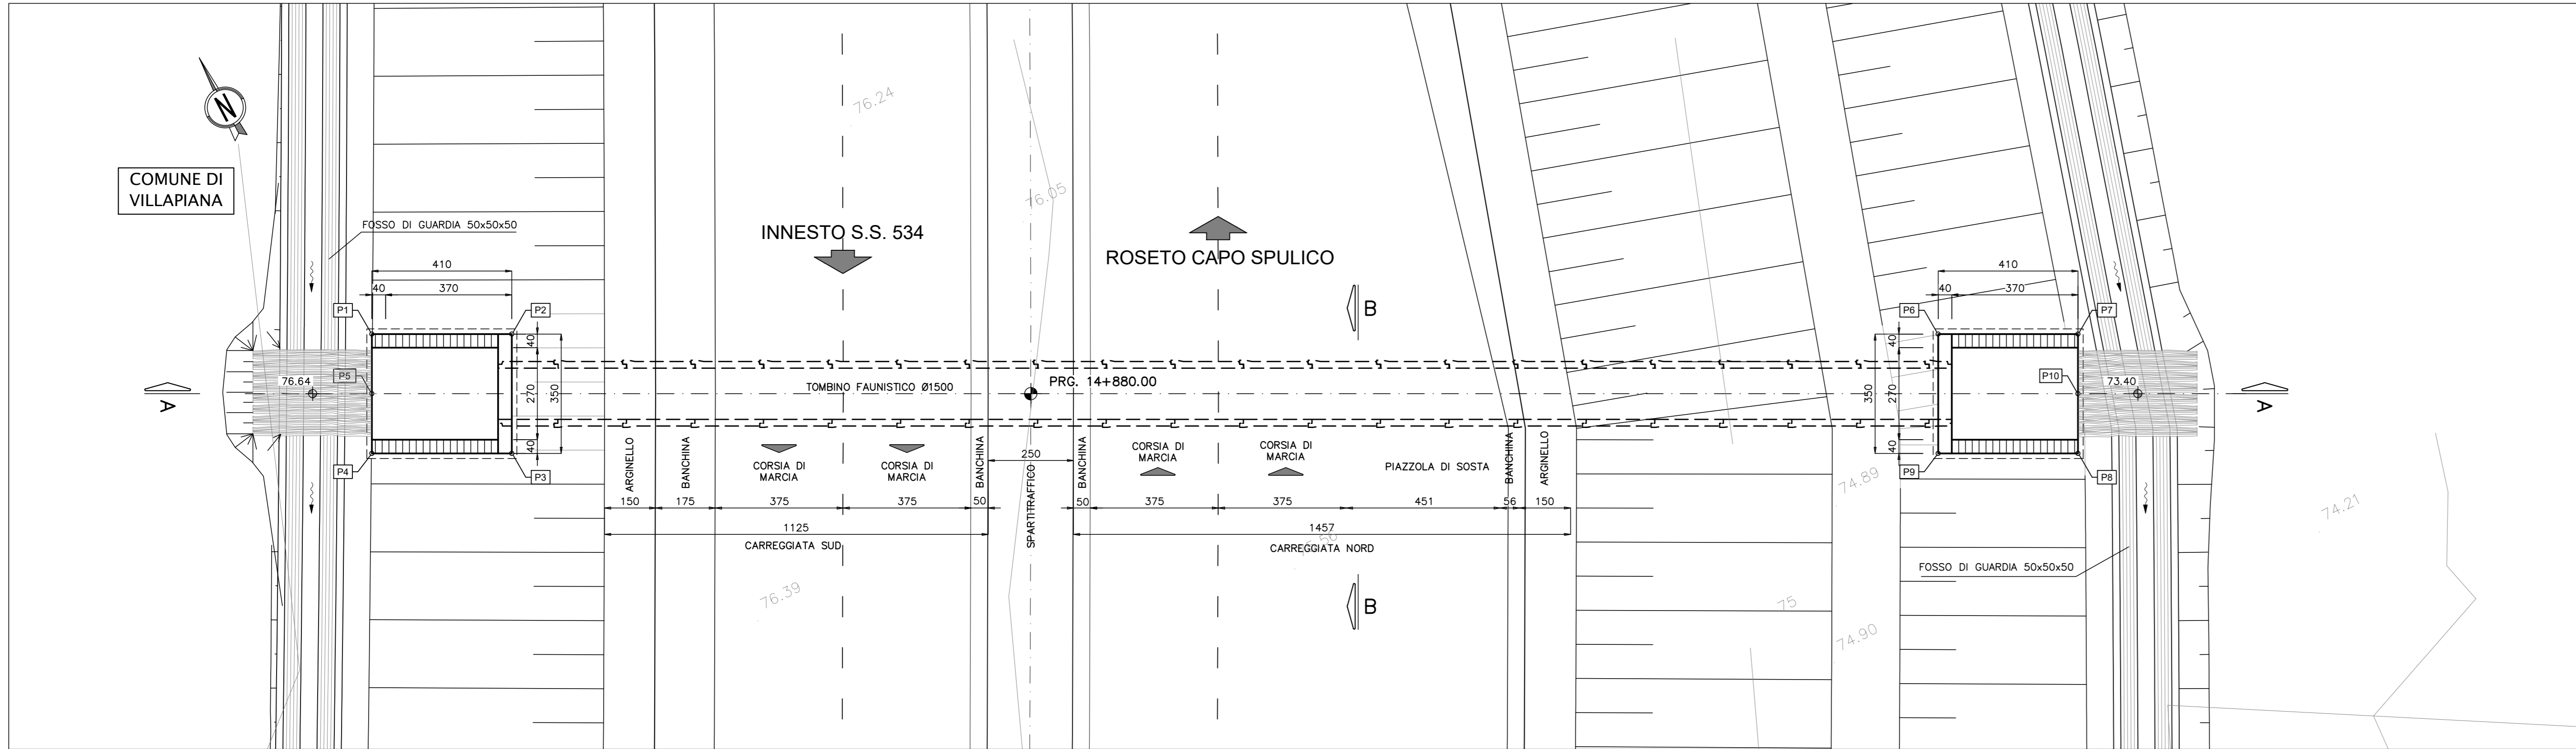 N
COMUNE DI
VILLAPIANA
FOSSO DI GUARDIA 50x50x50
410
40
370
P1
P2
40
270
350
40
P5
P4
P3
76.64
A
76.24
76.05
INNESTO S.S. 534
ROSETO CAPO SPULICO
B
TOMBINO FAUNISTICO Ø1500
PRG. 14+880.00
ARGINELLO
BANCHINA
CORSIA DI
MARCIA
CORSIA DI
MARCIA
BANCHINA
250
SPARTITRAFFICO
BANCHINA
CORSIA DI
MARCIA
CORSIA DI
MARCIA
PIAZZOLA DI SOSTA
BANCHINA
ARGINELLO
150
175
375
375
50
50
375
375
451
56
150
1125
CARREGGIATA SUD
1457
CARREGGIATA NORD
76.39
B
410
40
370
P6
P7
40
350
270
40
P10
P9
P8
73.40
A
74.89
74.21
FOSSO DI GUARDIA 50x50x50
75
74.90